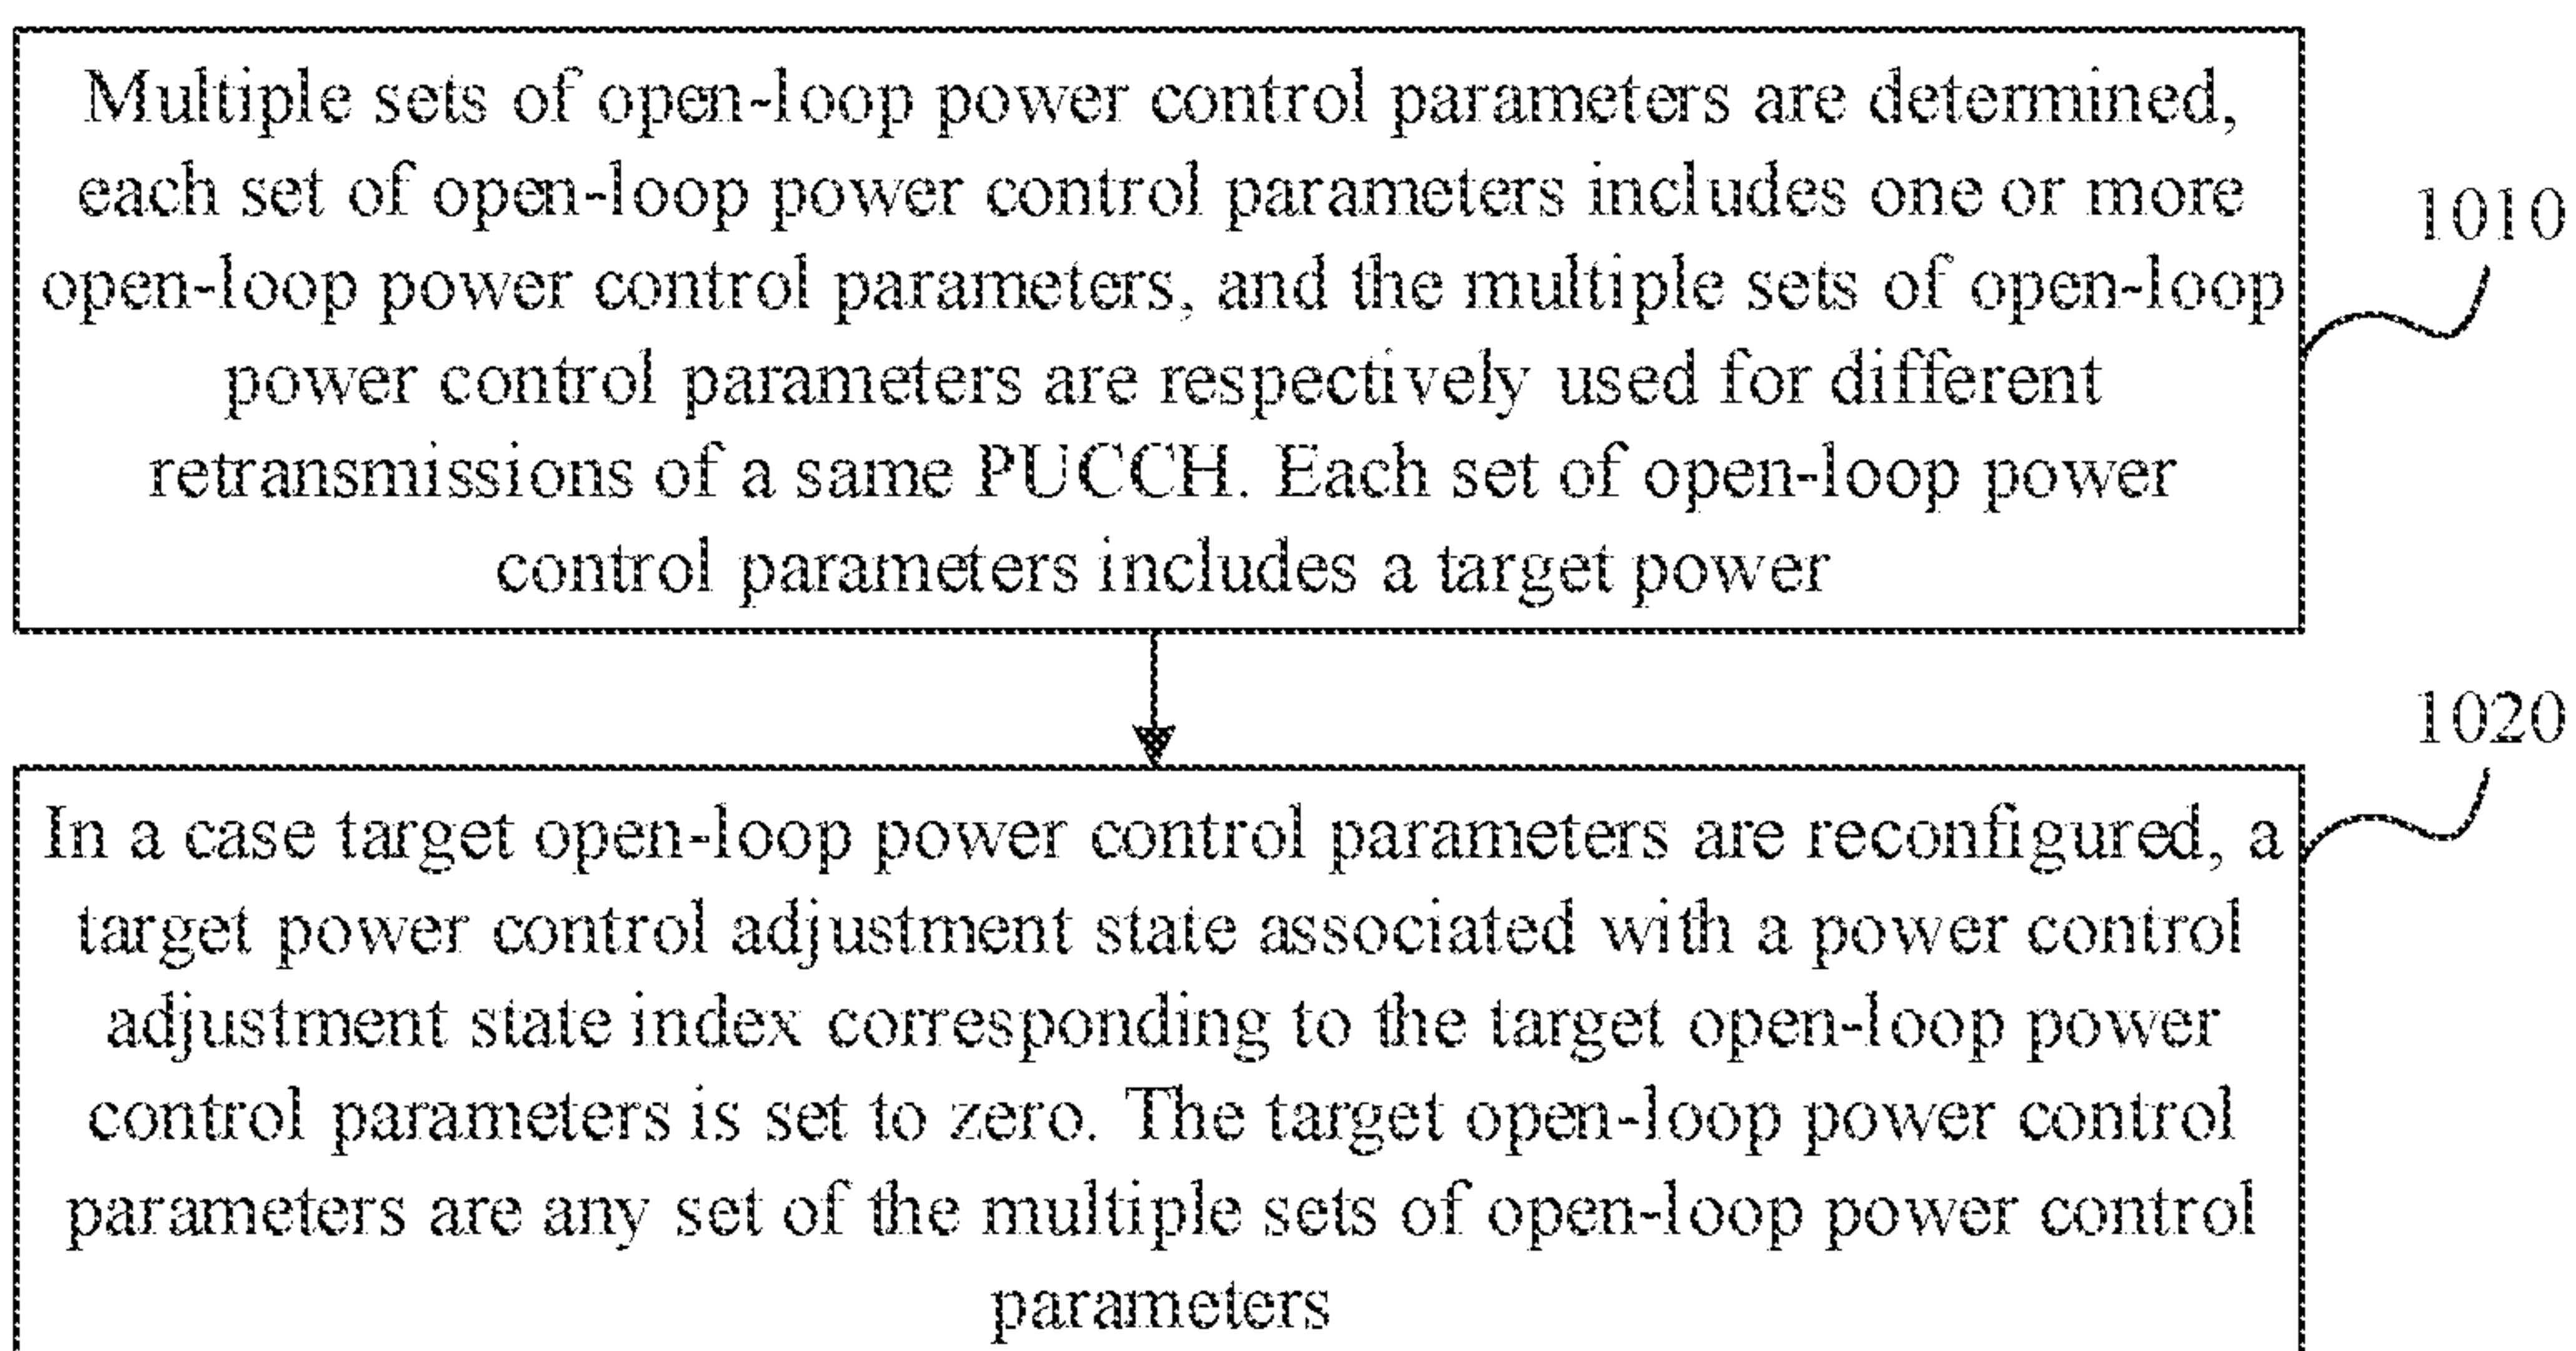 Multiple sets of open-loop power control parameters are determined,
each set of open-loop power control parameters includes one or more
open-loop power control parameters, and the multiple sets of open-loop
power control parameters are respectively used for different
retransmissions of a same PUCCH. Each set of open-loop power
control parameters includes a target power
1010
In a case target open-loop power control parameters are reconfigured, a
target power control adjustment state associated with a power control
adjustment state index corresponding to the target open-loop power
control parameters is set to zero. The target open-loop power control
parameters are any set of the multiple sets of open-loop power control
parameters
1020